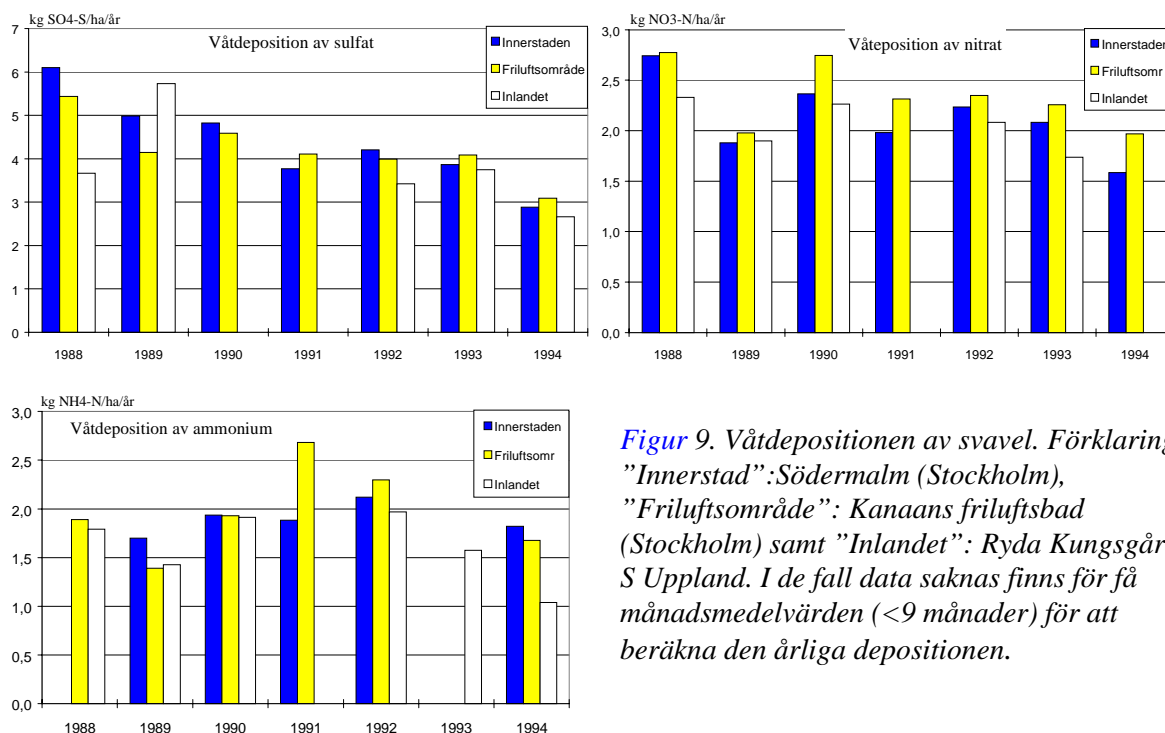 kg SO4-S/ha/år
Våtdeposition av sulfat
Innerstaden
Friluftsområde
Inlandet
7
6
5
4
3
2
1
0
1988 1989 1990 1991 1992 1993 1994
kg NO3-N/ha/år
Våteposition av nitrat
Innerstaden
Friluftsomr
Inlandet
3,0
2,5
2,0
1,5
1,0
0,5
0,0
1988 1989 1990 1991 1992 1993 1994
kg NH4-N/ha/år
Våtdeposition av ammonium
Innerstaden
Friluftsomr
Inlandet
3,0
2,5
2,0
1,5
1,0
0,5
0,0
1988 1989 1990 1991 1992 1993 1994
Figur 9. Våtdepositionen av svavel. Förklaring
”Innerstad”:Södermalm (Stockholm),
”Friluftsområde”: Kanaans friluftsbad
(Stockholm) samt ”Inlandet”: Ryda Kungsgår
S Uppland. I de fall data saknas finns för få
månadsmedelvärden (<9 månader) för att
beräkna den årliga depositionen.